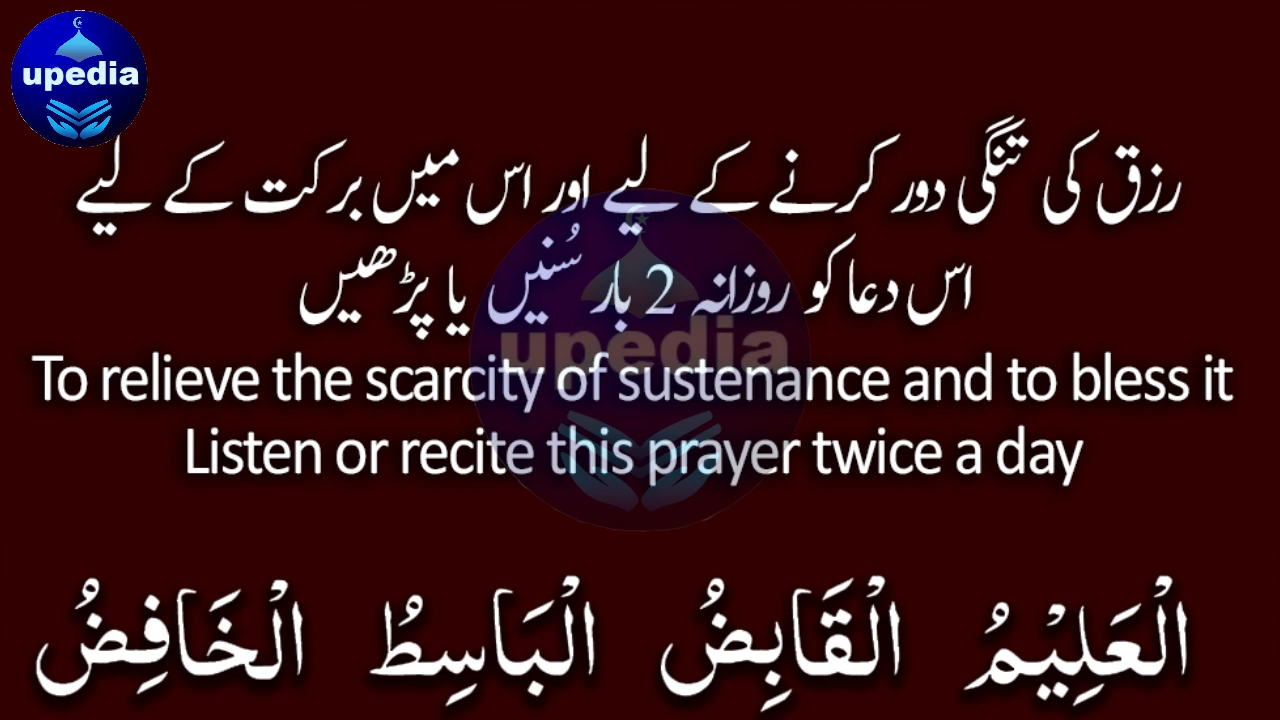 upedia
رزق کی تنگی دور کرنے کے لیے اور اس میں برکت کے لیے
اس دعا کو روزانہ 2 بار سُنیں یا پڑھیں
upedia
To relieve the scarcity of sustenance and to bless it
Listen or recite this prayer twice a day
الْعَلِيْمُ الْقَابِضُ الْبَاسِطُ الْخَافِضُ